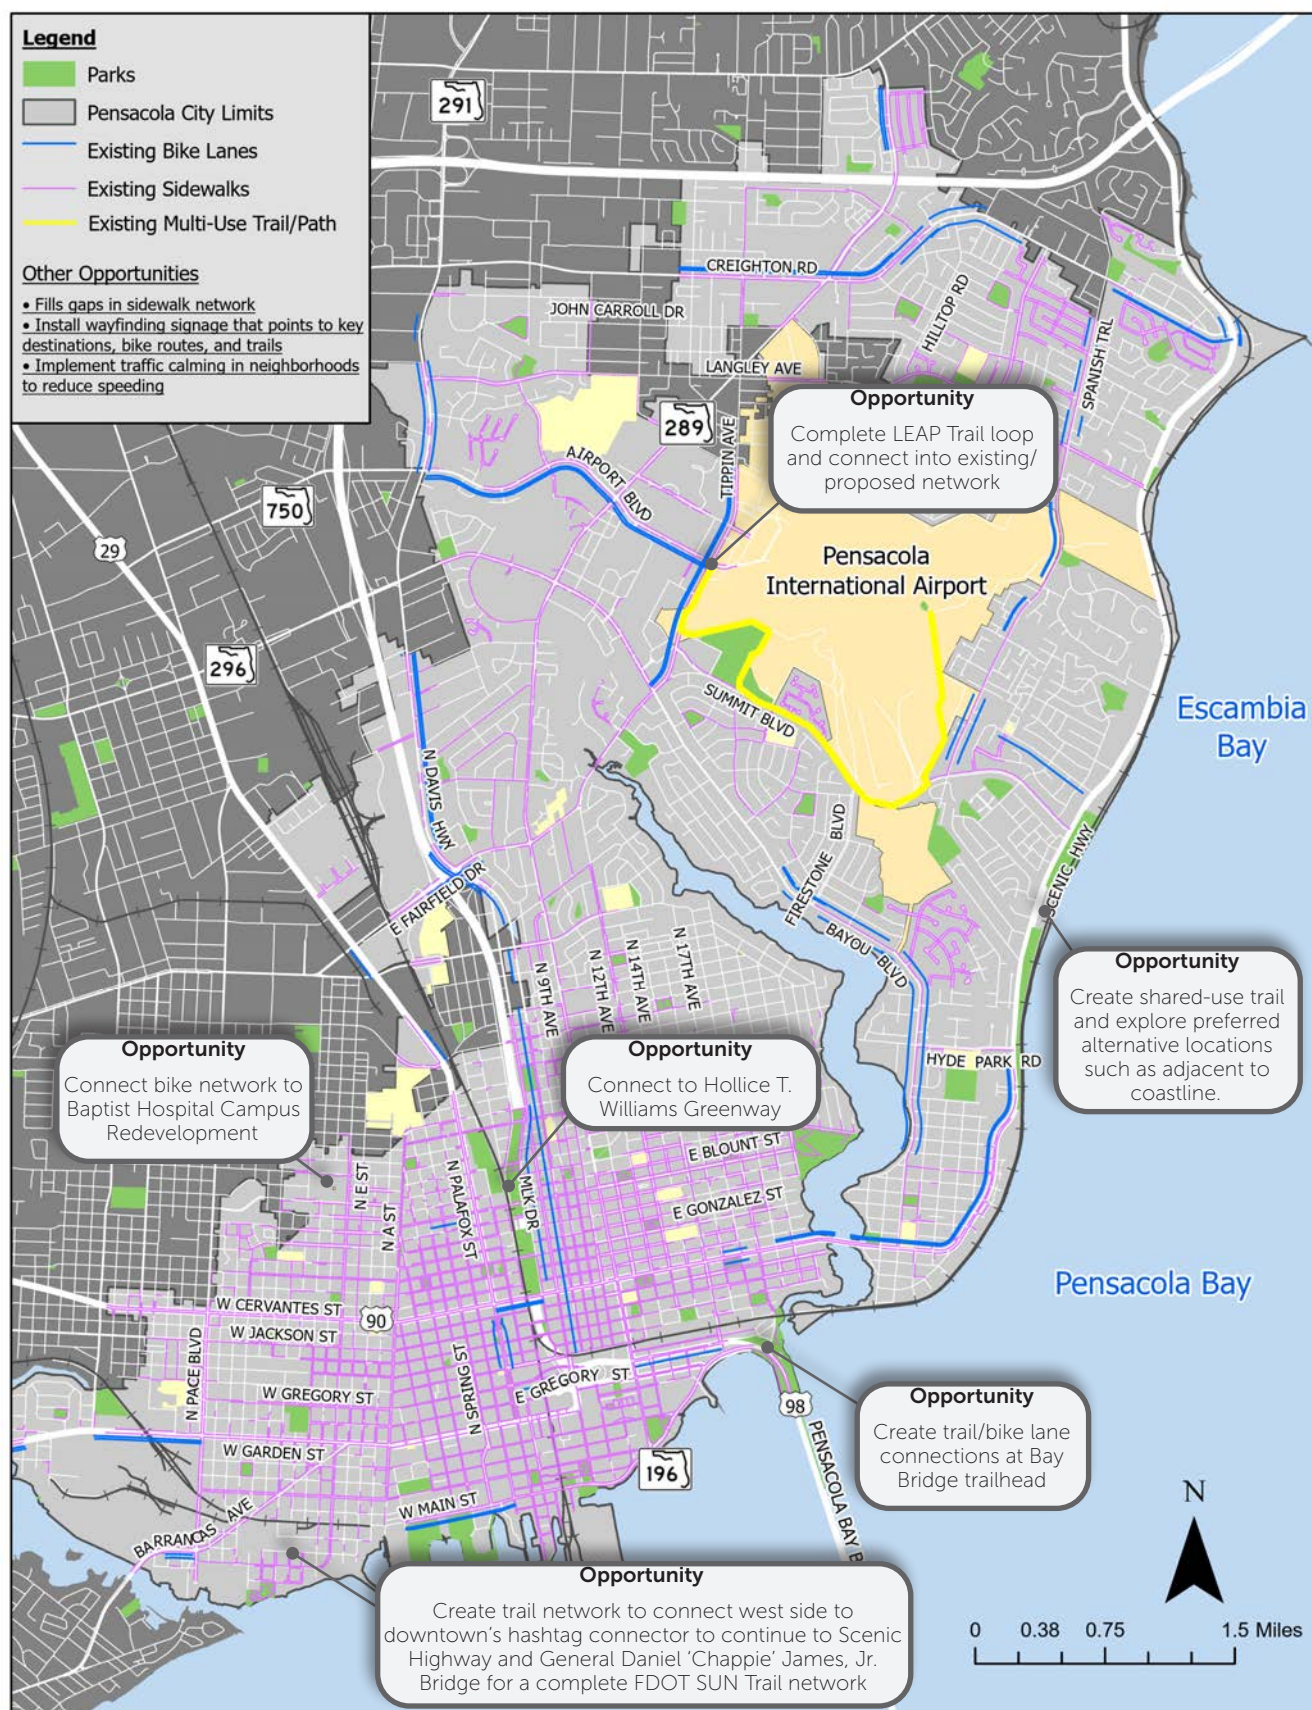 Legend
Parks
Pensacola City Limits
Existing Bike Lanes
Existing Sidewalks
Existing Multi-Use Trail/Path
Other Opportunities
• Fills gaps in sidewalk network
• Install wayfinding signage that points to key
destinations, bike routes, and trails
• Implement traffic calming in neighborhoods
to reduce speeding
291
CREIGHTON RD
JOHN CARROLL DR
HILLTOP RD
SPANISH TRL
LANGLEY AVE
289
TIPPIN AVE
AIRPORT BLVD
Opportunity
Complete LEAP Trail loop
and connect into existing/
proposed network
750
29
Pensacola
International Airport
296
SUMMIT BLVD
Escambia
Bay
N DAVIS HWY
E FAIRFIELD DR
FIRESTONE BLVD
BAYOU BLVD
SCENIC HWY
N 9TH AVE
N 12TH AVE
N 14TH AVE
N 17TH AVE
Opportunity
Create shared-use trail
and explore preferred
alternative locations
such as adjacent to
coastline.
HYDE PARK RD
Opportunity
Connect bike network to
Baptist Hospital Campus
Redevelopment
Opportunity
Connect to Hollice T.
Williams Greenway
E BLOUNT ST
E GONZALEZ ST
N E ST
N A ST
N PALAFOX ST
MLK DR
Pensacola Bay
W CERVANTES ST
90
W JACKSON ST
N PACE BLVD
W GREGORY ST
N SPRING ST
E GREGORY ST
W GARDEN ST
98
PENSACOLA BAY B
196
W MAIN ST
BARRANCAS AVE
Opportunity
Create trail/bike lane
connections at Bay
Bridge trailhead
Opportunity
Create trail network to connect west side to
downtown's hashtag connector to continue to Scenic
Highway and General Daniel ‘Chappie’ James, Jr.
Bridge for a complete FDOT SUN Trail network
N
0 0.38 0.75 1.5 Miles